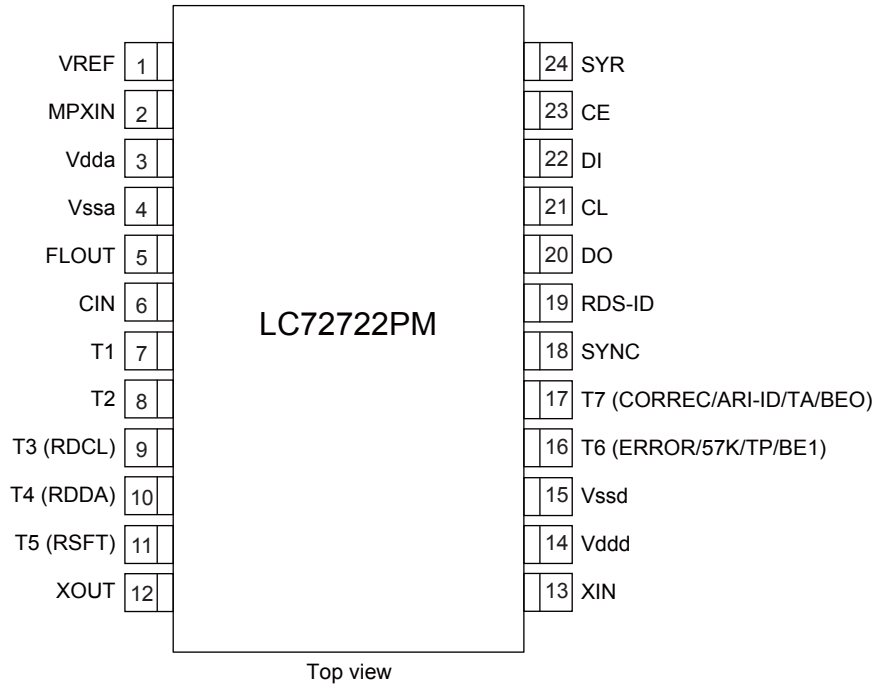 VREF 1
MPXIN 2
Vdda 3
Vssa 4
FLOUT 5
CIN 6
T1 7
T2 8
T3 (RDCL) 9
T4 (RDDA) 10
T5 (RSFT) 11
XOUT 12
LC72722PM
24 SYR
23 CE
22 DI
21 CL
20 DO
19 RDS-ID
18 SYNC
17 T7 (CORREC/ARI-ID/TA/BEO)
16 T6 (ERROR/57K/TP/BE1)
15 Vssd
14 Vddd
13 XIN
Top view